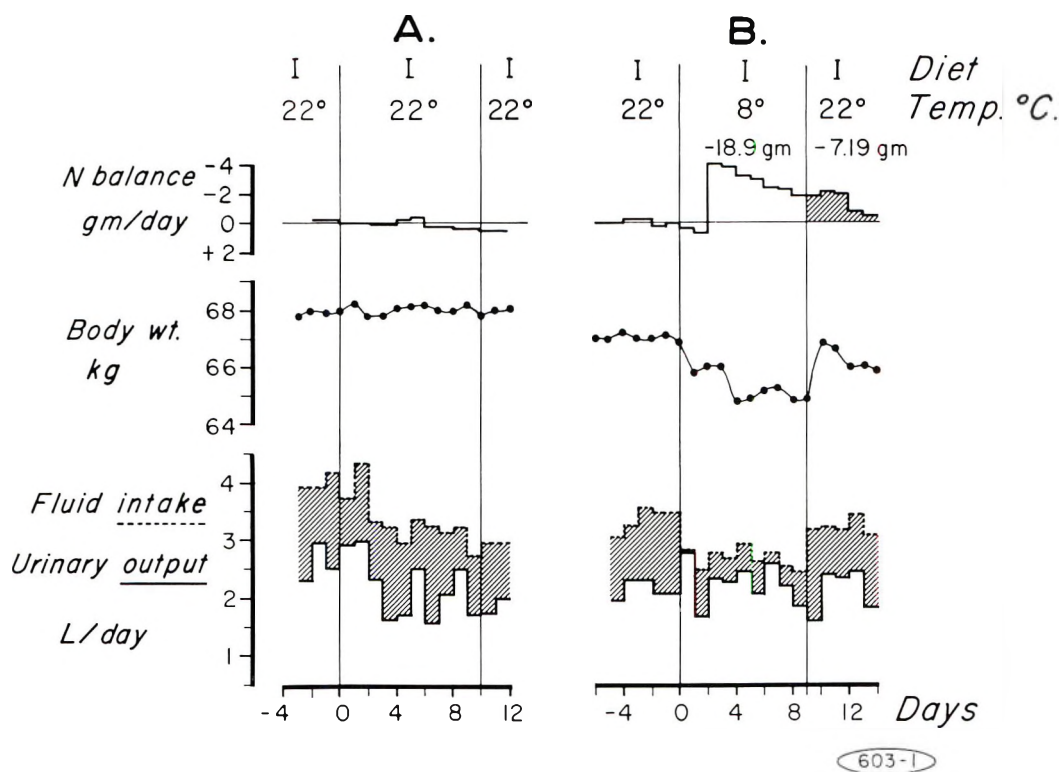 A. B.
I I I I I I Diet
22° 22° 22° 22° 8° 22° Temp. °C.
-18.9 gm -7.19 gm
N balance
gm/day
-4
-2
0
+2
Body wt.
kg
68
66
64
Fluid intake
Urinary output
L/day
4
3
2
1
-4 0 4 8 12 -4 0 4 8 12 Days
603-1